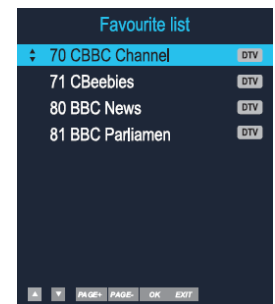 Favourite list
70 CBBC Channel DTV
71 CBeebies DTV
80 BBC News DTV
81 BBC Parliamen DTV
PAGE+ PAGE- OK EXIT